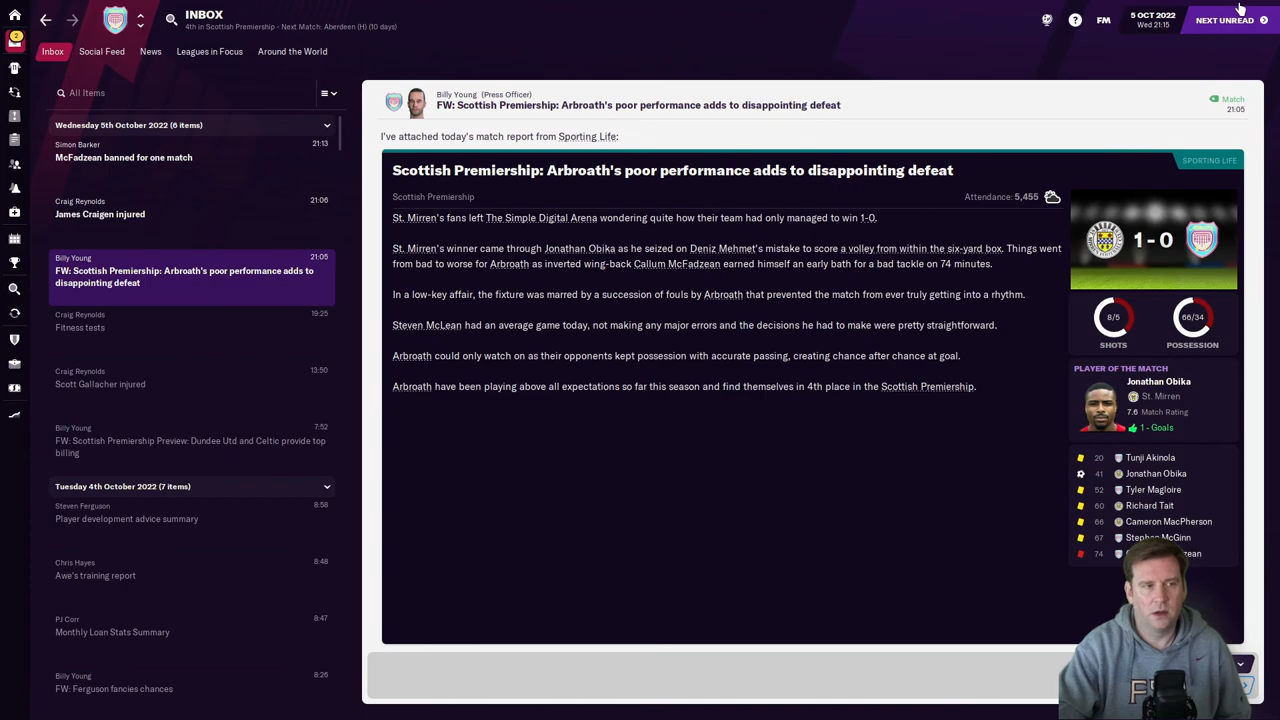 INBOX
4th in Scottish Premiership - Next Match: Aberdeen (H) (10 days)
FM
5 OCT 2022
Wed 21:15
NEXT UNREAD
2
Inbox
Social Feed
News
Leagues in Focus
Around the World
All Items
Wednesday 5th October 2022 (6 items)
Simon Barker
21:13
McFadzean banned for one match
Craig Reynolds
21:06
James Craigen injured
Billy Young
21:05
FW: Scottish Premiership: Arbroath's poor performance adds to
disappointing defeat
Craig Reynolds
19:25
Fitness tests
Craig Reynolds
13:50
Scott Gallacher injured
Billy Young
7:52
FW: Scottish Premiership Preview: Dundee Utd and Celtic provide top
billing
Tuesday 4th October 2022 (7 items)
Steven Ferguson
8:58
Player development advice summary
Chris Hayes
8:48
Awe's training report
PJ Corr
8:47
Monthly Loan Stats Summary
Billy Young
8:26
FW: Ferguson fancies chances
Billy Young (Press Officer)
FW: Scottish Premiership: Arbroath's poor performance adds to disappointing defeat
Match
21:05
I've attached today's match report from Sporting Life:
SPORTING LIFE
Scottish Premiership: Arbroath's poor performance adds to disappointing defeat
Scottish Premiership
Attendance: 5,455
St. Mirren's fans left The Simple Digital Arena wondering quite how their team had only managed to win 1-0.
St. Mirren's winner came through Jonathan Obika as he seized on Deniz Mehmet's mistake to score a volley from within the six-yard box. Things went
from bad to worse for Arbroath as inverted wing-back Callum McFadzean earned himself an early bath for a bad tackle on 74 minutes.
In a low-key affair, the fixture was marred by a succession of fouls by Arbroath that prevented the match from ever truly getting into a rhythm.
Steven McLean had an average game today, not making any major errors and the decisions he had to make were pretty straightforward.
Arbroath could only watch on as their opponents kept possession with accurate passing, creating chance after chance at goal.
Arbroath have been playing above all expectations so far this season and find themselves in 4th place in the Scottish Premiership.
1 - 0
8/5
SHOTS
66/34
POSSESSION
PLAYER OF THE MATCH
Jonathan Obika
St. Mirren
7.6 Match Rating
1 - Goals
20 Tunji Akinola
41 Jonathan Obika
52 Tyler Magloire
60 Richard Tait
66 Cameron MacPherson
67 Stephen McGinn
74